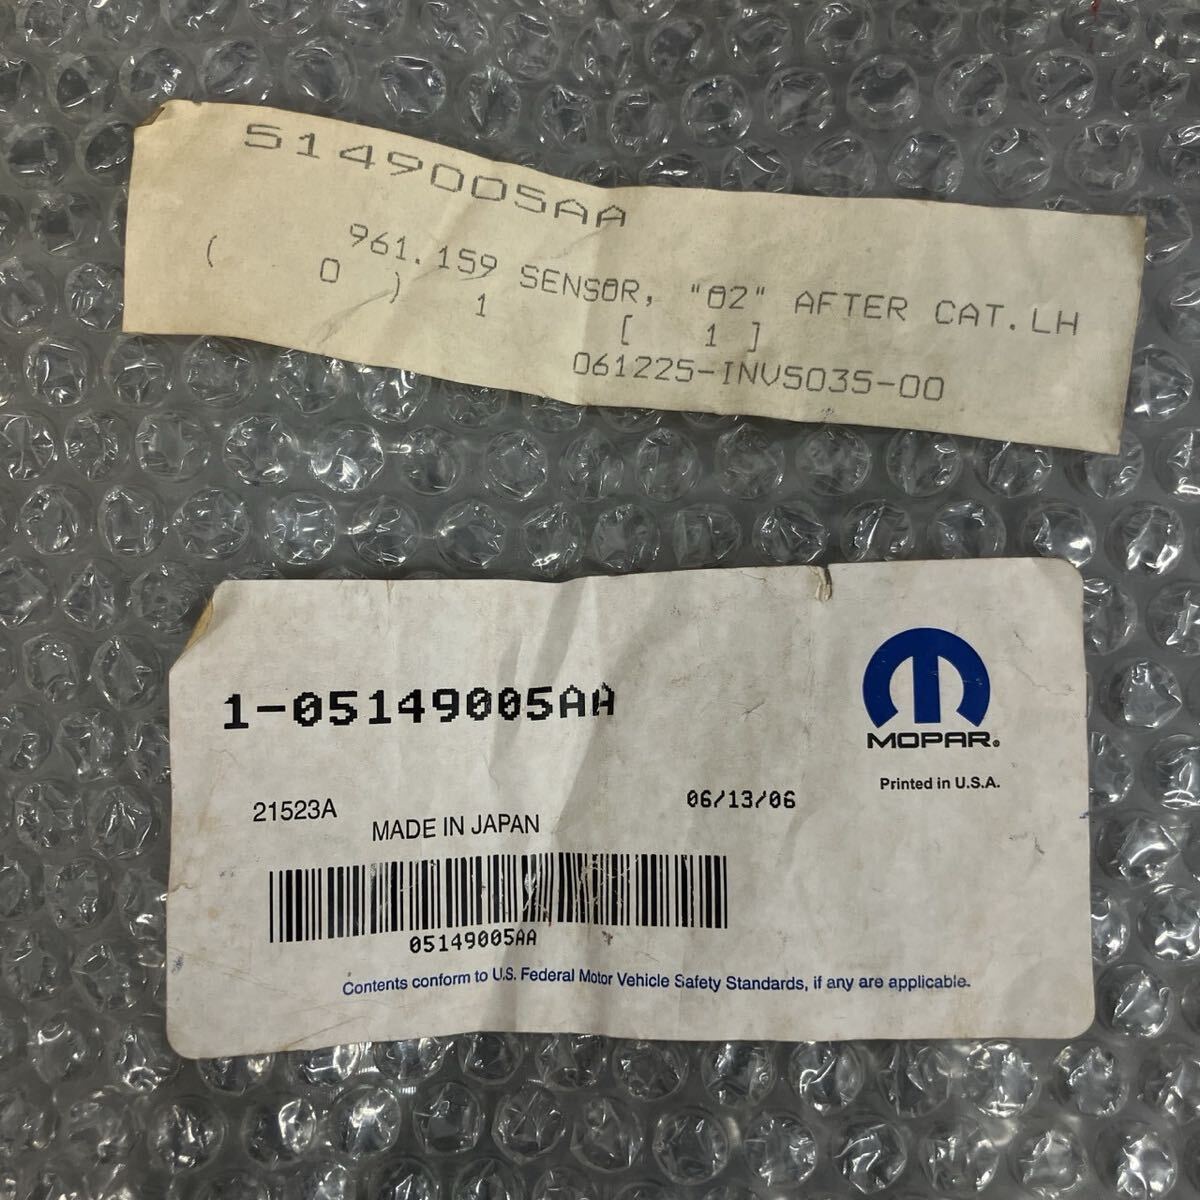 5149005AA
961.159 SENSOR, "02" AFTER CAT.LH
( 0 ) 1 [ 1 ]
061225-INV5035-00
1-05149005AA
MOPAR®
Printed in U.S.A.
06/13/06
21523A
MADE IN JAPAN
05149005AA
Contents conform to U.S. Federal Motor Vehicle Safety Standards, if any are applicable.